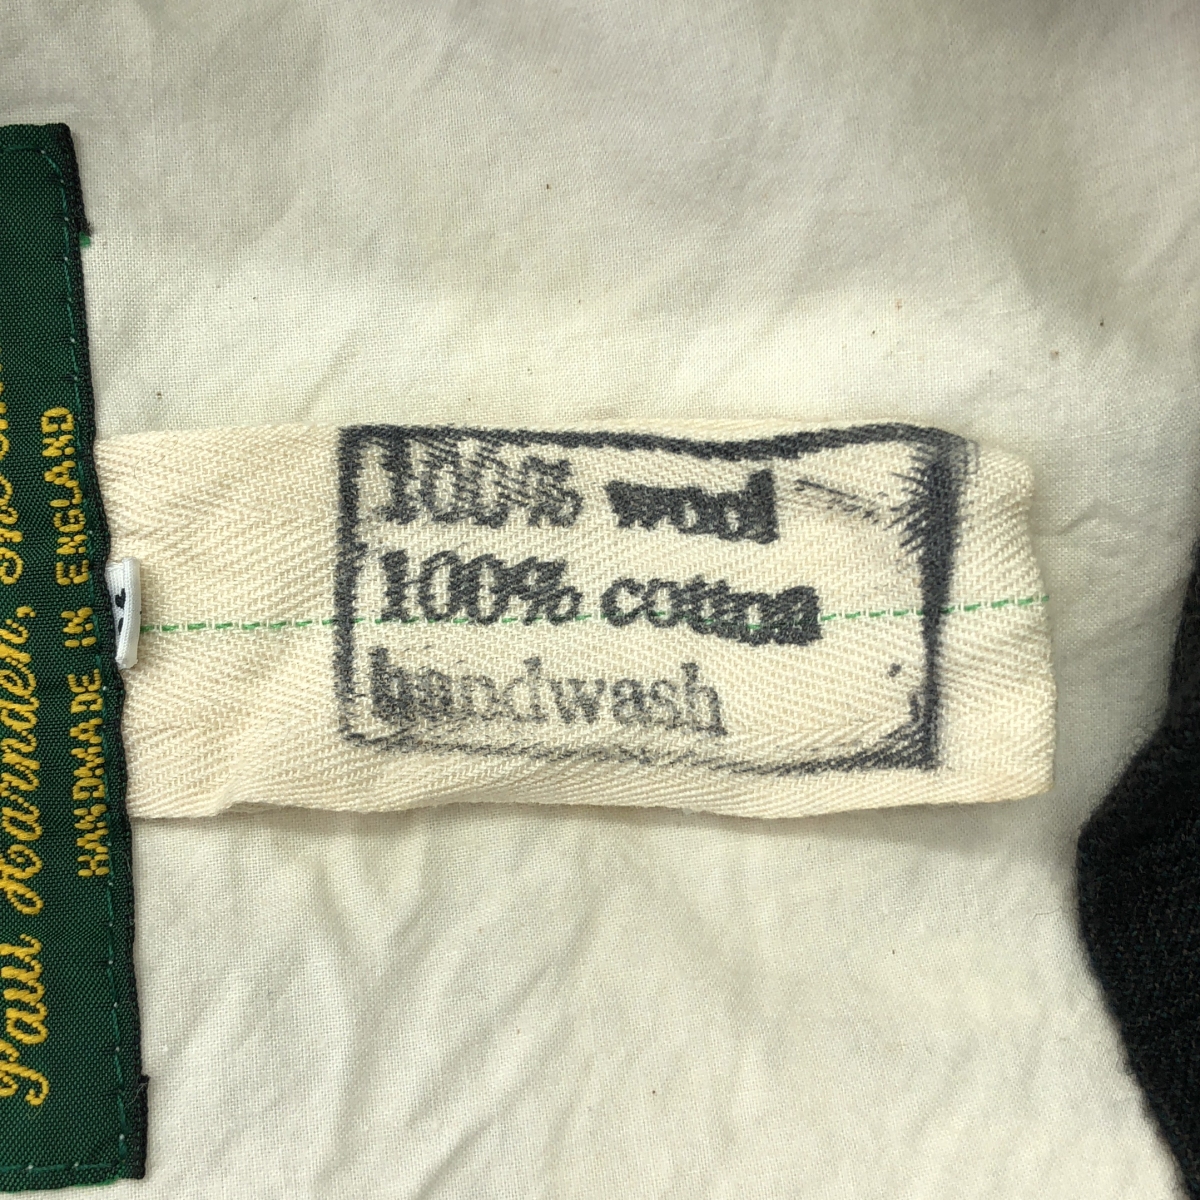 100% wool
100% cotton
handwash
Paul Harnden,
HANDMADE IN ENGLAND